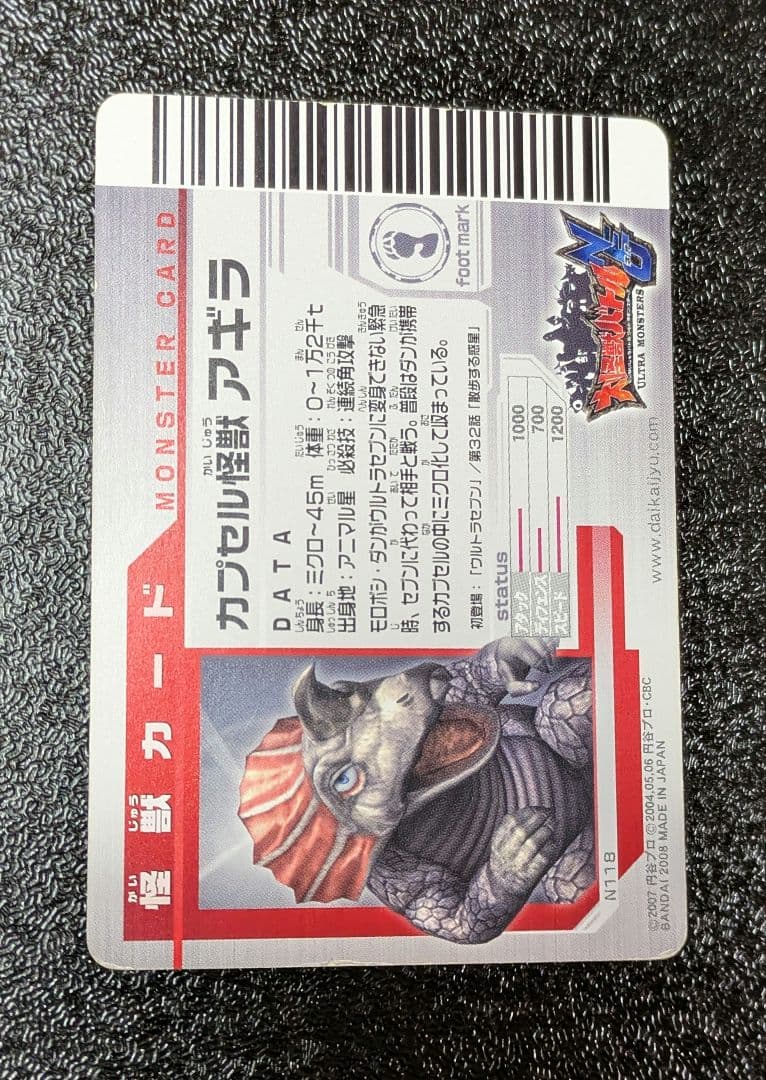 怪獣カード
MONSTER CARD
カプセル怪獣 アギラ
DATA
身長：ミクロ～45m 体重：0～1万2千t
出身地：アニマル星 必殺技：連続角攻撃
モロボシ・ダンがウルトラセブンに変身できない緊急
時、セブンに代わって相手と戦う。普段はダンが携帯
するカプセルの中にミクロ化して収まっている。
初登場：「ウルトラセブン」／第32話「散歩する惑星」
foot mark
status
アタック 1000
ディフェンス 700
スピード 1200
N118
大怪獣バトル
NEO
ULTRA MONSTERS
www.daikaijyu.com
©2007 円谷プロ ©2004,05,06 円谷プロ・CBC
BANDAI 2008 MADE IN JAPAN